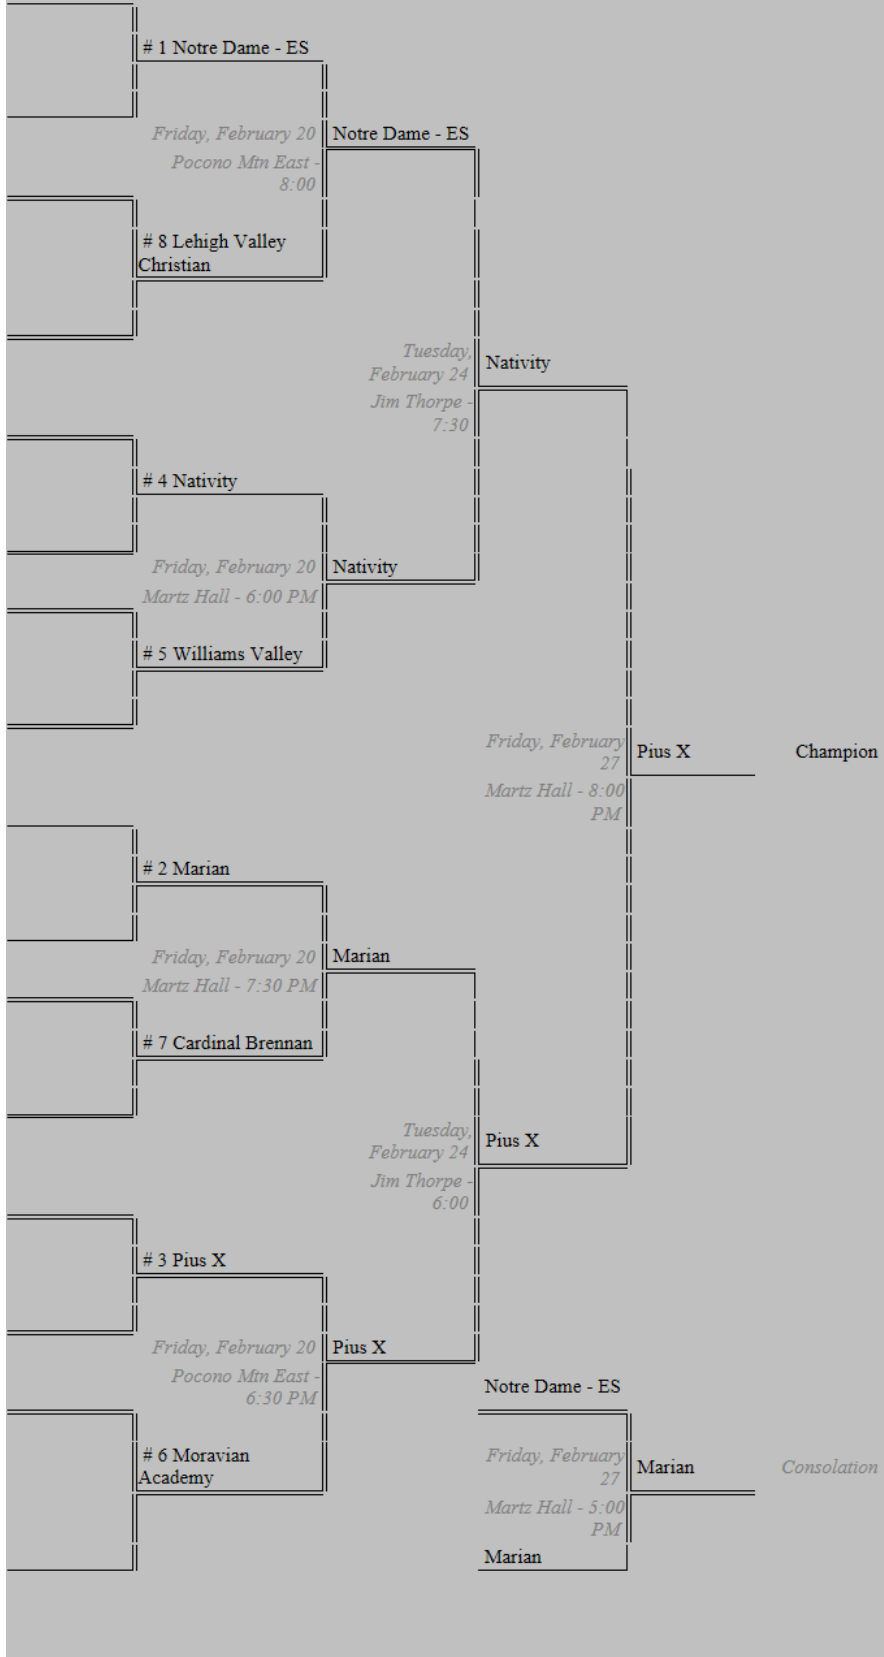 # 1 Notre Dame - ES
Friday, February 20
Notre Dame - ES
Pocono Mtn East -
8:00
# 8 Lehigh Valley
Christian
Tuesday,
February 24
Nativity
Jim Thorpe -
7:30
# 4 Nativity
Friday, February 20
Nativity
Martz Hall - 6:00 PM
# 5 Williams Valley
Friday, February
27
Pius X
Champion
Martz Hall - 8:00
PM
# 2 Marian
Friday, February 20
Marian
Martz Hall - 7:30 PM
# 7 Cardinal Brennan
Tuesday,
February 24
Pius X
Jim Thorpe -
6:00
# 3 Pius X
Friday, February 20
Pius X
Pocono Mtn East -
6:30 PM
Notre Dame - ES
# 6 Moravian
Academy
Friday, February
27
Marian
Consolation
Martz Hall - 5:00
PM
Marian